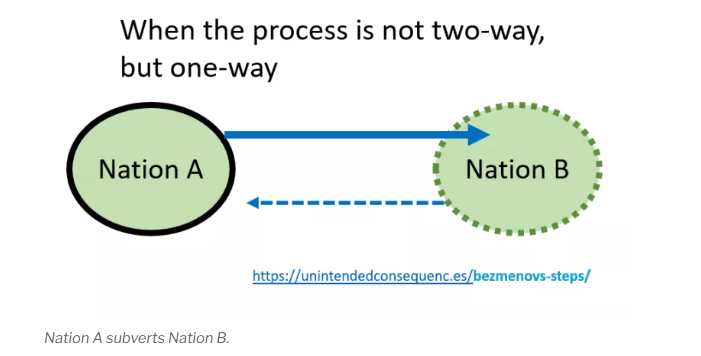 When the process is not two-way,
but one-way
Nation A
Nation B
https://unintendedconsequenc.es/bezmenovs-steps/
Nation A subverts Nation B.